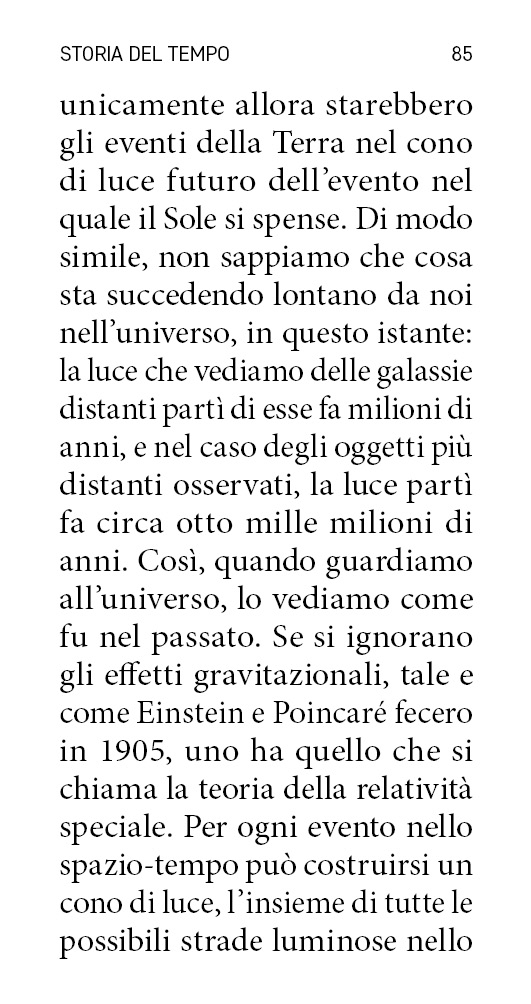 STORIA DEL TEMPO 85
unicamente allora starebbero
gli eventi della Terra nel cono
di luce futuro dell’evento nel
quale il Sole si spense. Di modo
simile, non sappiamo che cosa
sta succedendo lontano da noi
nell’universo, in questo istante:
la luce che vediamo delle galassie
distanti partì di esse fa milioni di
anni, e nel caso degli oggetti più
distanti osservati, la luce partì
fa circa otto mille milioni di
anni. Così, quando guardiamo
all’universo, lo vediamo come
fu nel passato. Se si ignorano
gli effetti gravitazionali, tale e
come Einstein e Poincaré fecero
in 1905, uno ha quello che si
chiama la teoria della relatività
speciale. Per ogni evento nello
spazio-tempo può costruirsi un
cono di luce, l’insieme di tutte le
possibili strade luminose nello